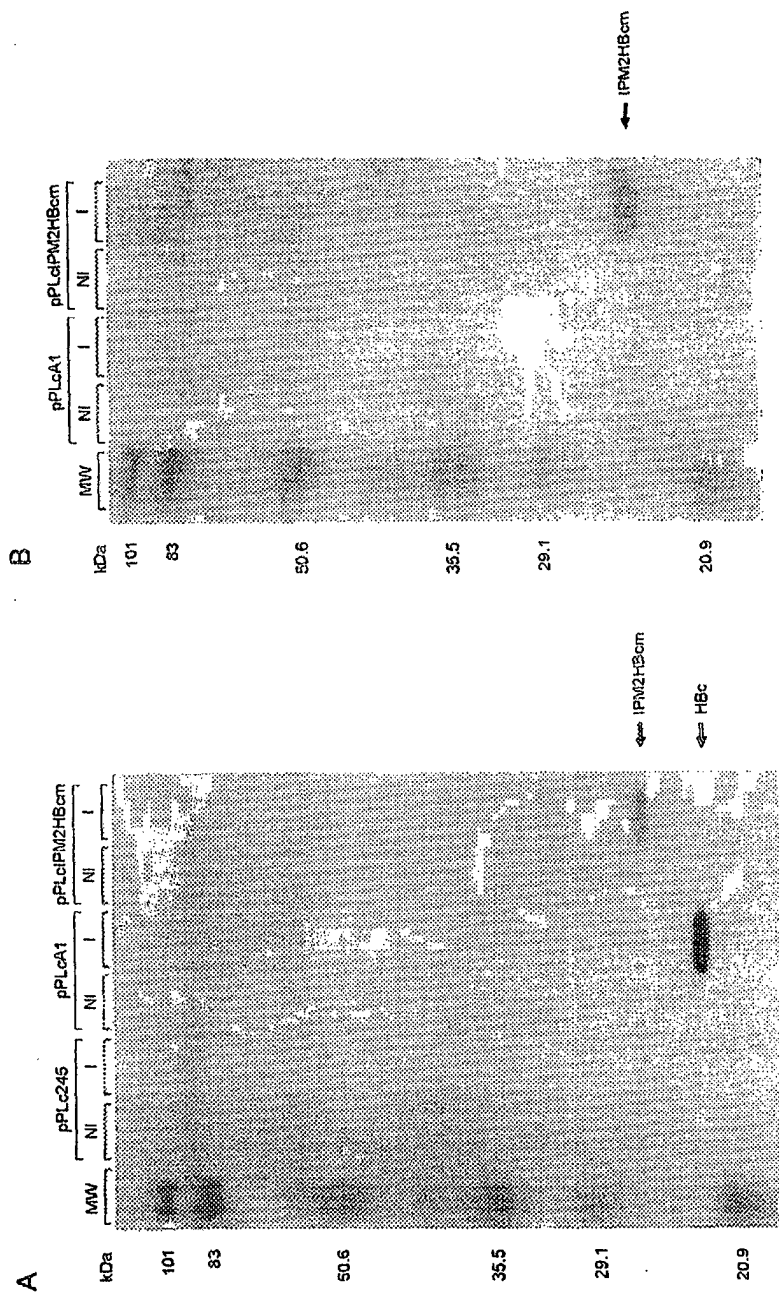 A
kDa
MW
pPLc245
NI
I
pPLcA1
NI
I
pPLcIPM2HBcm
NI
I
101
83
50.6
35.5
29.1
20.9
IPM2HBcm
HBc
B
kDa
MW
pPLcA1
NI
I
pPLcIPM2HBcm
NI
I
101
83
50.6
35.5
29.1
20.9
IPM2HBcm